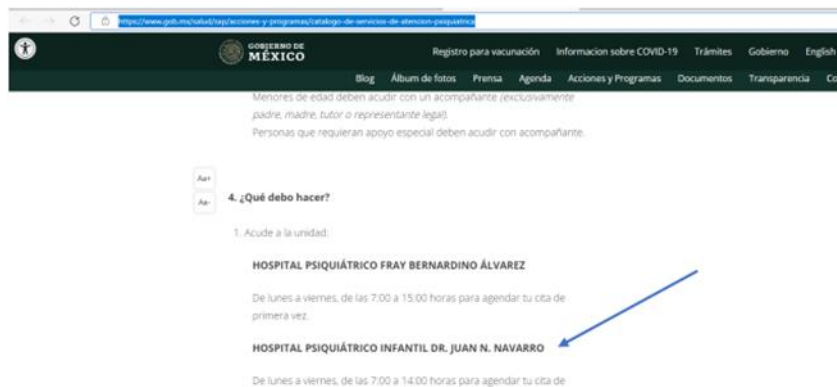 https://www.gob.mx/salud/sap/acciones-y-programas/catalogo-de-servicios-de-atencion-psiquiatrica
GOBIERNO DE
MÉXICO
Registro para vacunación Informacion sobre COVID-19 Trámites Gobierno English
Blog Álbum de fotos Prensa Agenda Acciones y Programas Documentos Transparencia Co
Menores de edad deben acudir con un acompañante (exclusivamente
padre, madre, tutor o representante legal).
Personas que requieran apoyo especial deben acudir con acompañante.
Aa+
Aa-
4. ¿Qué debo hacer?
1. Acude a la unidad:
HOSPITAL PSIQUIÁTRICO FRAY BERNARDINO ÁLVAREZ
De lunes a viernes, de las 7:00 a 15:00 horas para agendar tu cita de
primera vez.
HOSPITAL PSIQUIÁTRICO INFANTIL DR. JUAN N. NAVARRO
De lunes a viernes, de las 7:00 a 14:00 horas para agendar tu cita de